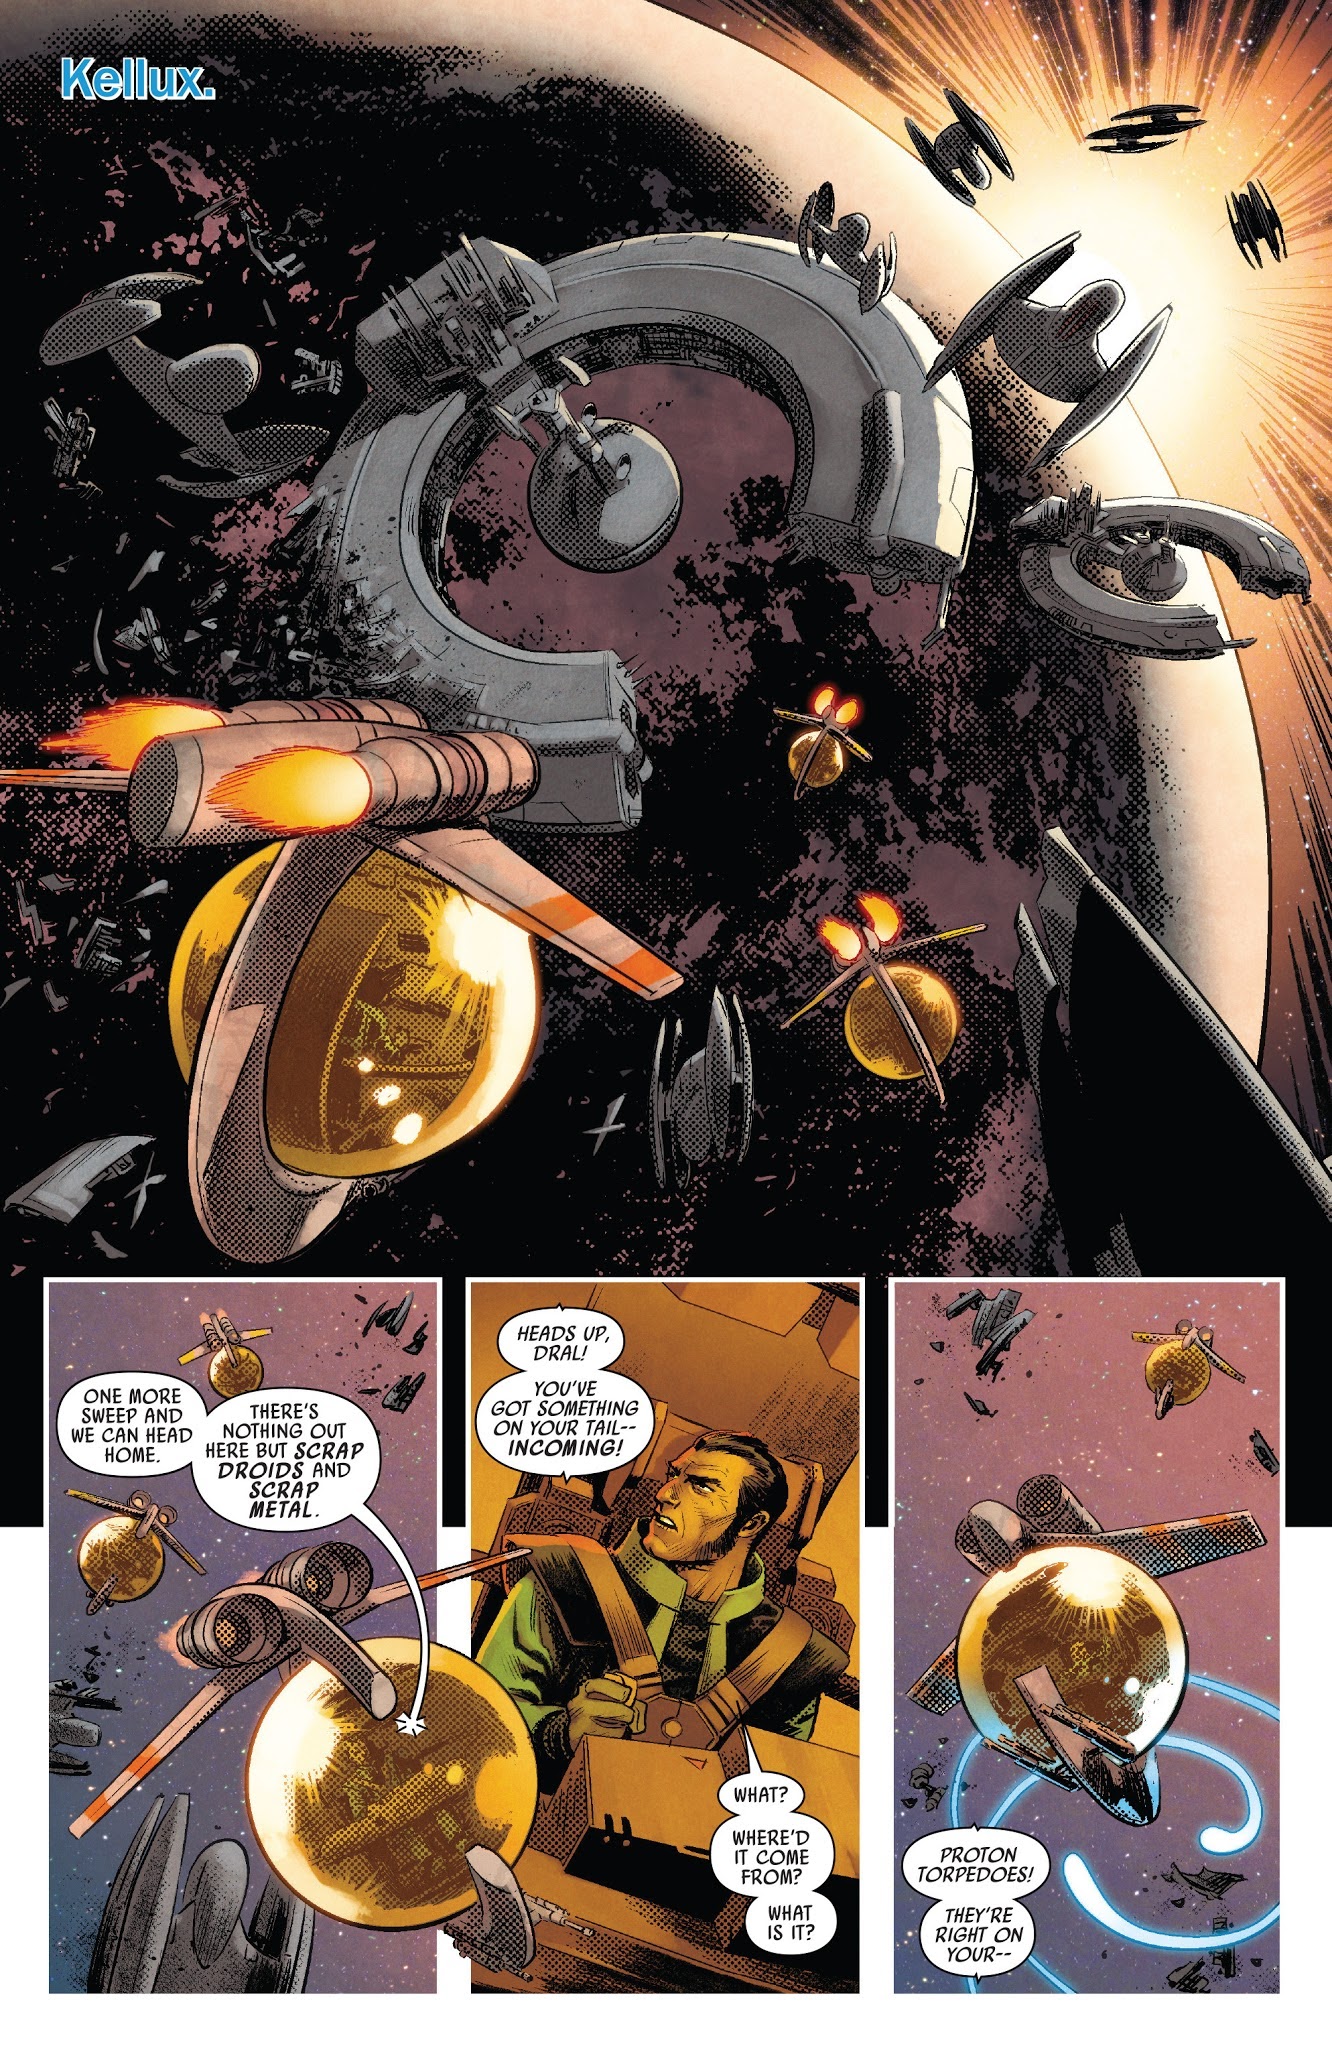 Kellux.
ONE MORE
SWEEP AND
WE CAN HEAD
HOME.
THERE'S
NOTHING OUT
HERE BUT SCRAP
DROIDS AND
SCRAP
METAL.
HEADS UP,
DRAL!
YOU'VE
GOT SOMETHING
ON YOUR TAIL--
INCOMING!
WHAT?
WHERE'D
IT COME
FROM?
WHAT
IS IT?
PROTON
TORPEDOES!
THEY'RE
RIGHT ON
YOUR--